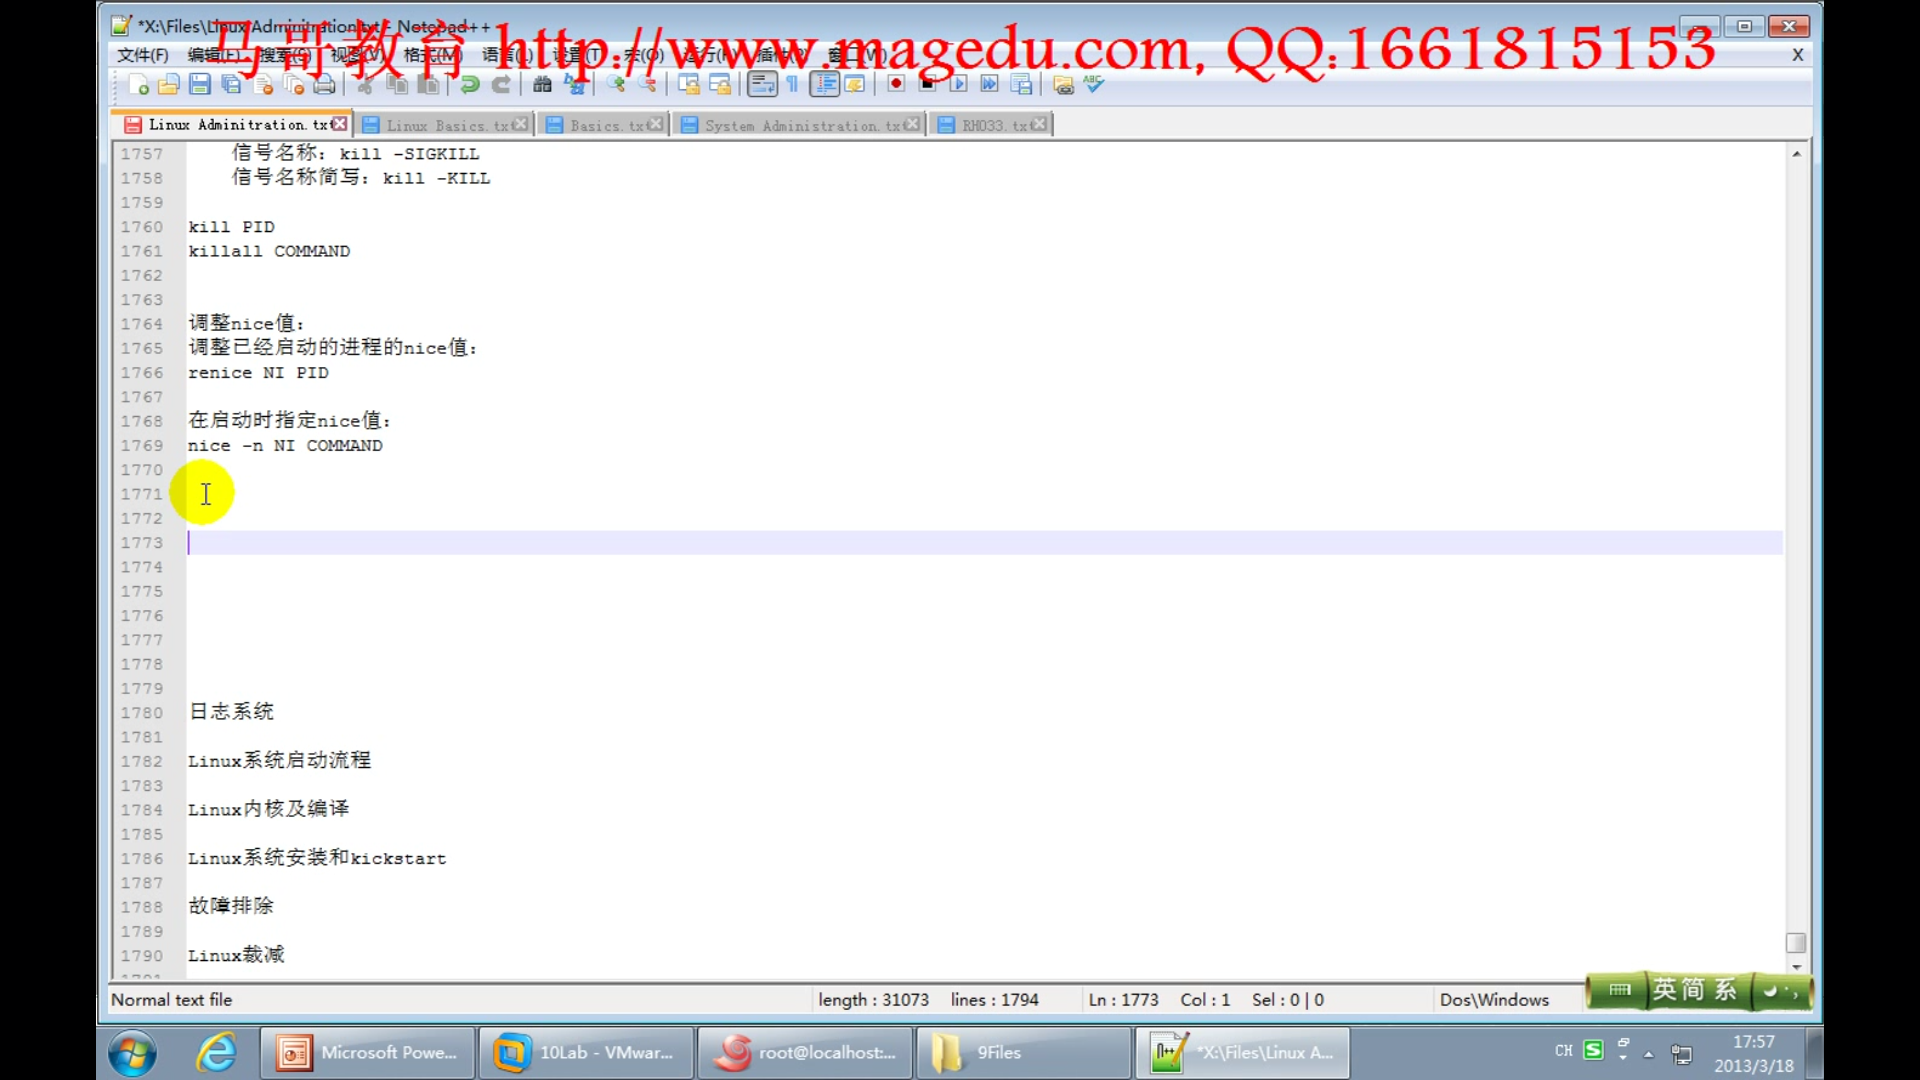 *X:\Files\Linux Adminitration.txt - Notepad++
马哥教育 http://www.magedu.com, QQ:1661815153
文件(F) 编辑(E) 搜索(S) 视图(V) 格式(M) 语言(L) 设置(T) 宏(O) 运行(R) 插件(P) 窗口(W) X
Linux Adminitration.txt Linux Basics.txt Basics.txt System Administration.txt RH033.txt
1757 信号名称：kill -SIGKILL
1758 信号名称简写：kill -KILL
1759
1760 kill PID
1761 killall COMMAND
1762
1763
1764 调整nice值：
1765 调整已经启动的进程的nice值：
1766 renice NI PID
1767
1768 在启动时指定nice值：
1769 nice -n NI COMMAND
1770
1771
1772
1773
1774
1775
1776
1777
1778
1779
1780 日志系统
1781
1782 Linux系统启动流程
1783
1784 Linux内核及编译
1785
1786 Linux系统安装和kickstart
1787
1788 故障排除
1789
1790 Linux裁减
Normal text file length : 31073 lines : 1794 Ln : 1773 Col : 1 Sel : 0 | 0 Dos\Windows
英简 系
Microsoft Powe... 10Lab - VMwar... root@localhost:... 9Files *X:\Files\Linux A... CH 17:57
2013/3/18